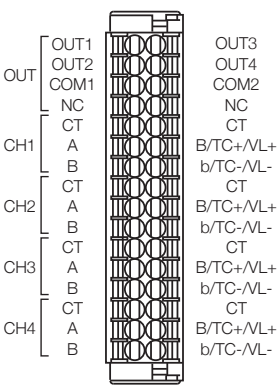 OUT
OUT1 OUT3
OUT2 OUT4
COM1 COM2
NC NC
CH1
CT CT
A B/TC+/VL+
B b/TC-/VL-
CH2
CT CT
A B/TC+/VL+
B b/TC-/VL-
CH3
CT CT
A B/TC+/VL+
B b/TC-/VL-
CH4
CT CT
A B/TC+/VL+
B b/TC-/VL-